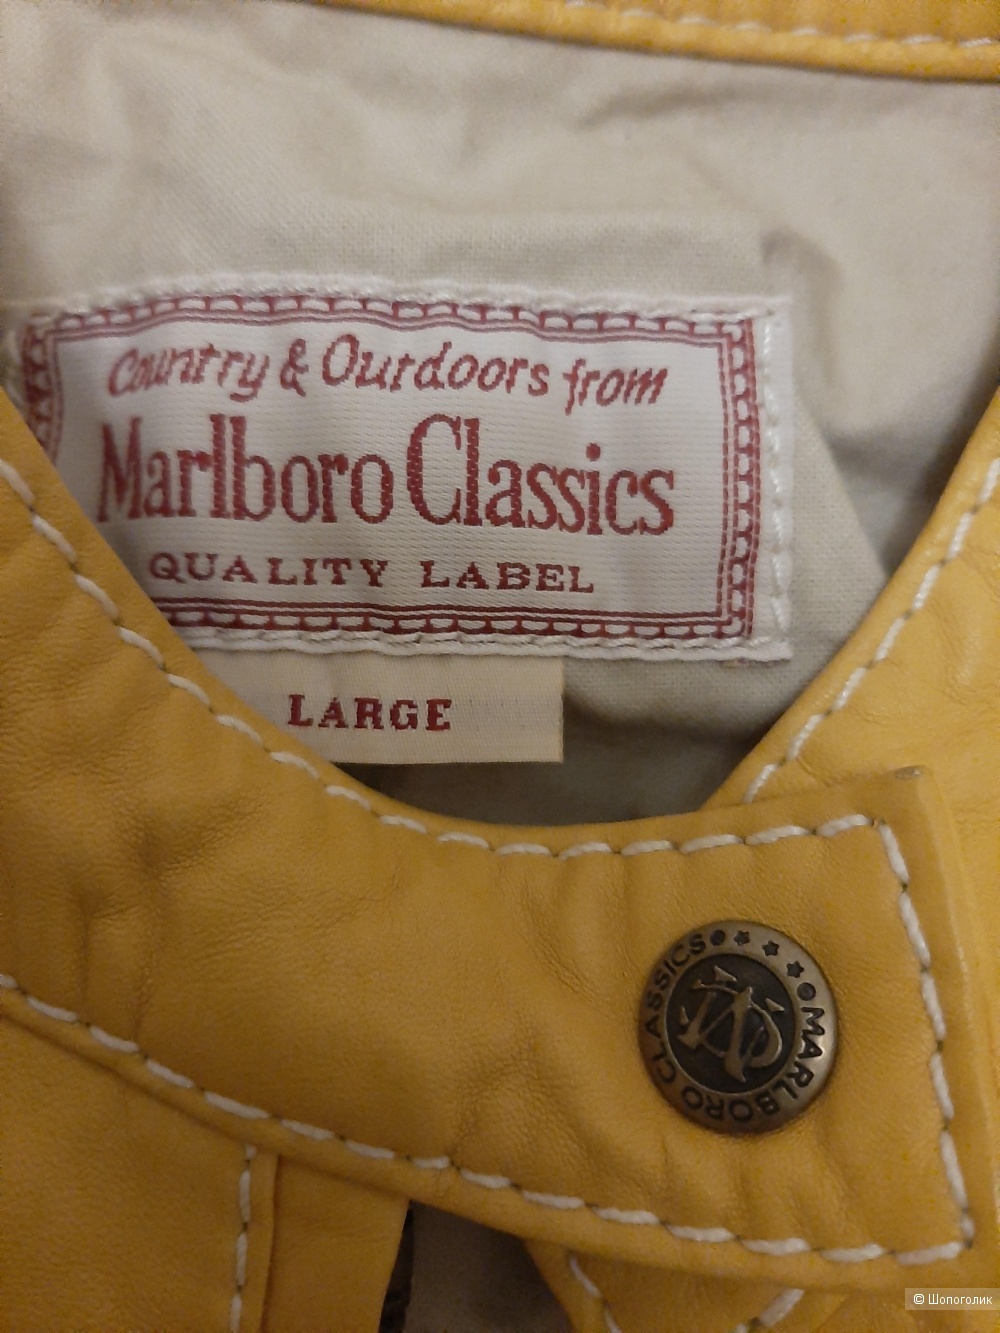 Country & Outdoors from
Marlboro Classics
QUALITY LABEL
LARGE
MARLBORO CLASSICS
© Шопоголик